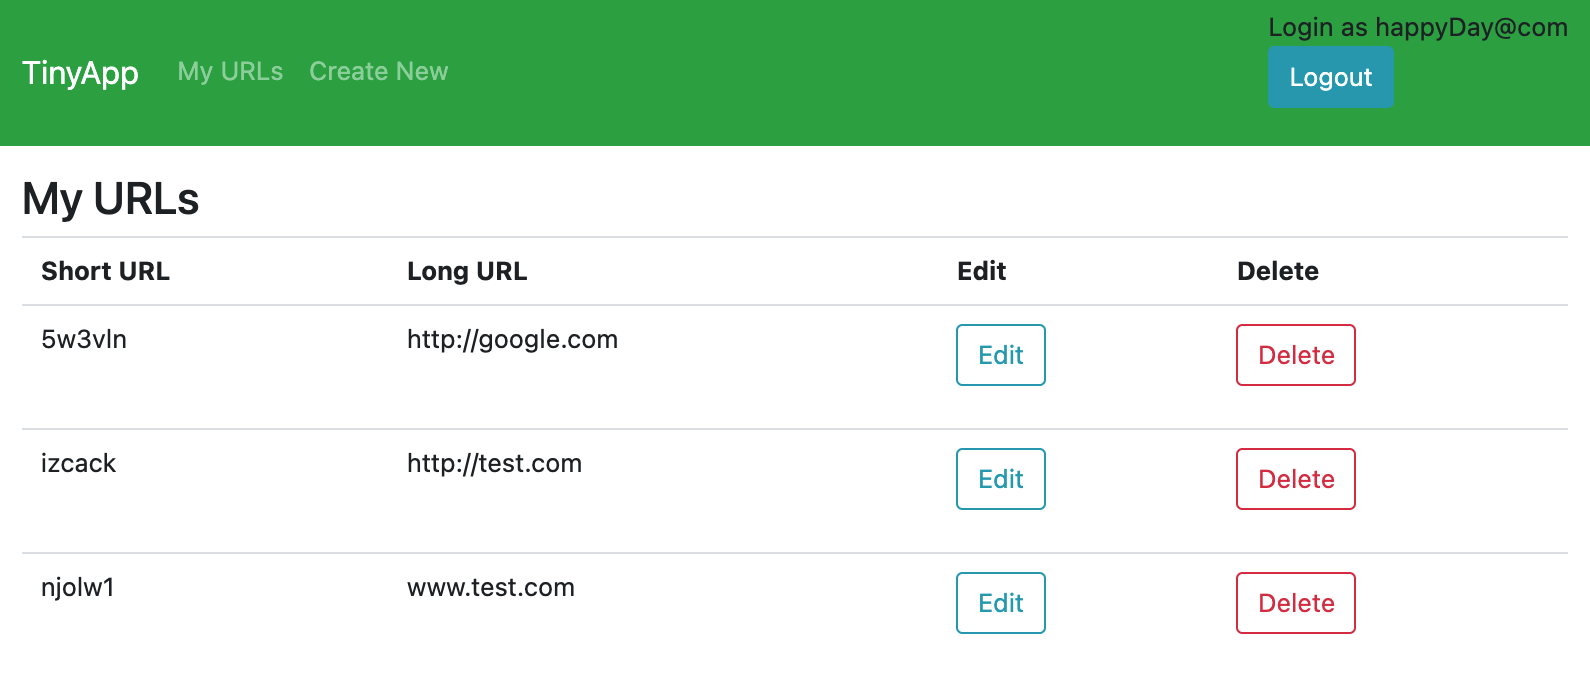 Login as happyDay@com
TinyApp My URLs Create New Logout
My URLs
Short URL Long URL Edit Delete
5w3vln http://google.com Edit Delete
izcack http://test.com Edit Delete
njolw1 www.test.com Edit Delete